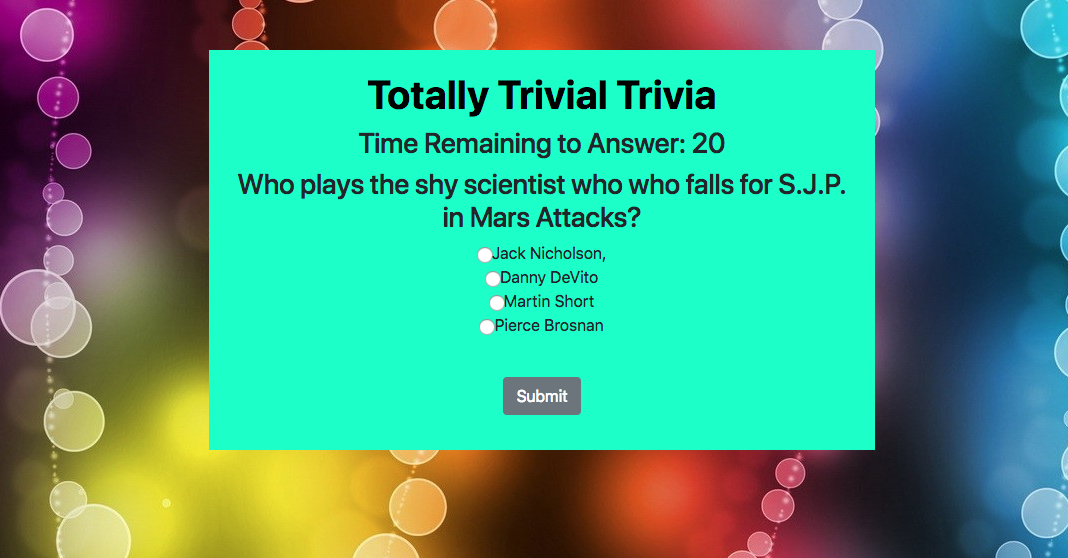 Totally Trivial Trivia
Time Remaining to Answer: 20
Who plays the shy scientist who who falls for S.J.P.
in Mars Attacks?
Jack Nicholson,
Danny DeVito
Martin Short
Pierce Brosnan
Submit